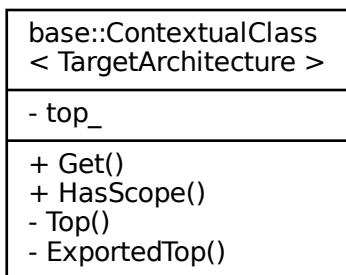 base::ContextualClass
< TargetArchitecture >
- top_
+ Get()
+ HasScope()
- Top()
- ExportedTop()